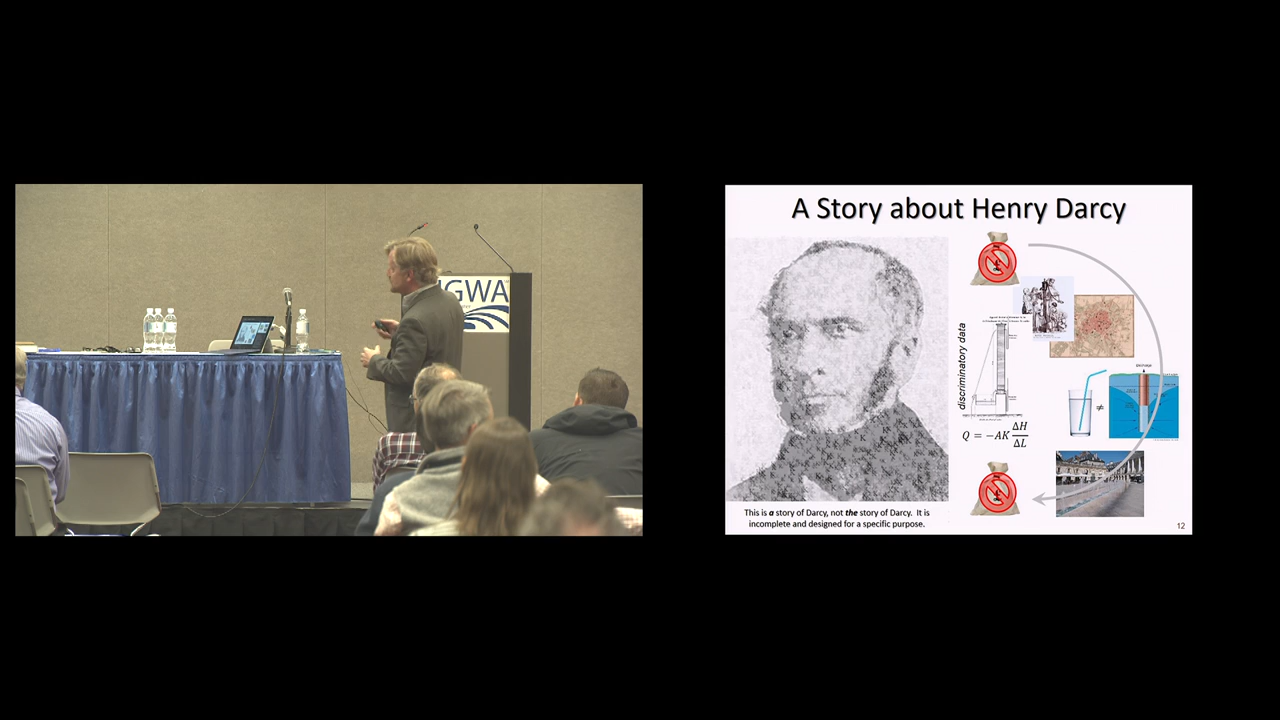 NGWA
A Story about Henry Darcy
discriminatory data
≠
Q = −AK ΔH
ΔL
This is a story of Darcy, not the story of Darcy. It is
incomplete and designed for a specific purpose.
12